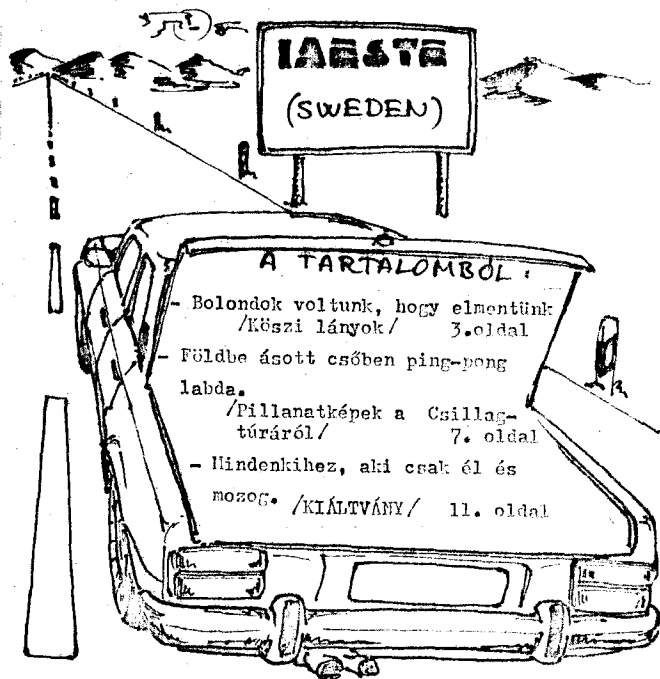 IAESTE
(SWEDEN)
A TARTALOMBÓL:
- Bolondok voltunk, hogy elmentünk
/Köszi lányok/ 3.oldal
- Földbe ásott csőben ping-pong
labda.
/Pillanatképek a Csillag-
túráról/ 7. oldal
- Mindenkihez, aki csak él és
mozog. /KIÁLTVÁNY/ 11. oldal